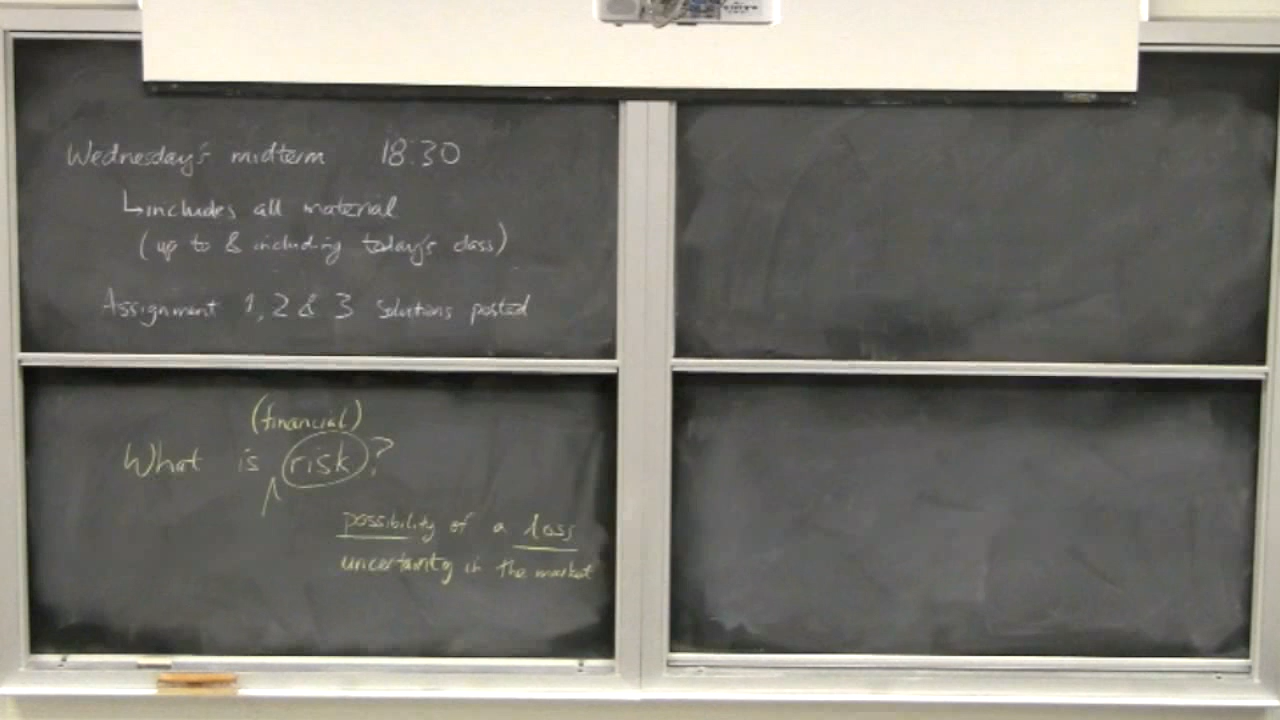 Wednesday's midterm 18:30
↳includes all material
(up to & including today's class)
Assignment 1, 2 & 3 solutions posted
(financial)
What is risk?
possibility of a loss
uncertainty in the market